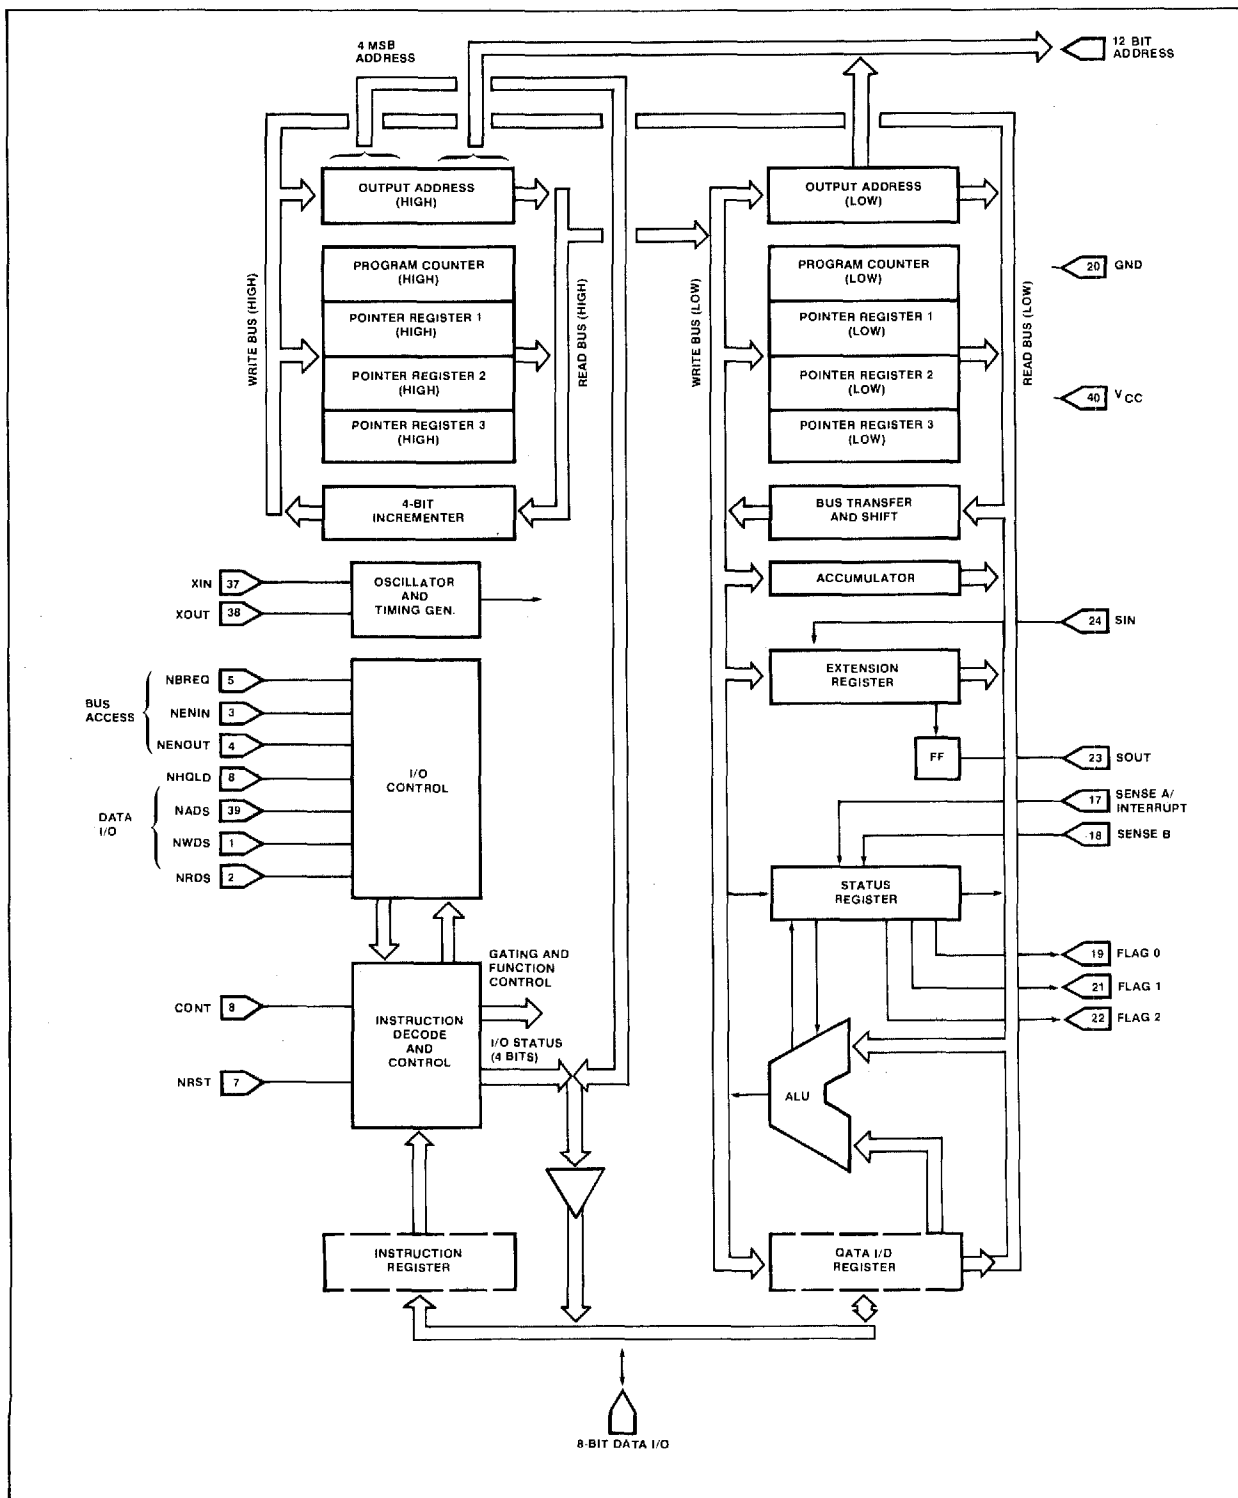 4 MSB
ADDRESS
12 BIT
ADDRESS
OUTPUT ADDRESS
(HIGH)
OUTPUT ADDRESS
(LOW)
WRITE BUS (HIGH)
PROGRAM COUNTER
(HIGH)
POINTER REGISTER 1
(HIGH)
POINTER REGISTER 2
(HIGH)
POINTER REGISTER 3
(HIGH)
READ BUS (HIGH)
WRITE BUS (LOW)
PROGRAM COUNTER
(LOW)
POINTER REGISTER 1
(LOW)
POINTER REGISTER 2
(LOW)
POINTER REGISTER 3
(LOW)
READ BUS (LOW)
20 GND
40 VCC
4-BIT
INCREMENTER
BUS TRANSFER
AND SHIFT
XIN 37
XOUT 38
OSCILLATOR
AND
TIMING GEN.
ACCUMULATOR
24 SIN
EXTENSION
REGISTER
FF
23 SOUT
BUS
ACCESS
NBREQ 5
NENIN 3
NENOUT 4
DATA
I/O
NHQLD 8
NADS 39
NWDS 1
NRDS 2
I/O
CONTROL
17 SENSE A/
INTERRUPT
18 SENSE B
STATUS
REGISTER
19 FLAG 0
21 FLAG 1
22 FLAG 2
GATING AND
FUNCTION
CONTROL
CONT 8
NRST 7
INSTRUCTION
DECODE
AND
CONTROL
I/O STATUS
(4 BITS)
ALU
INSTRUCTION
REGISTER
QATA I/D
REGISTER
8-BIT DATA I/O